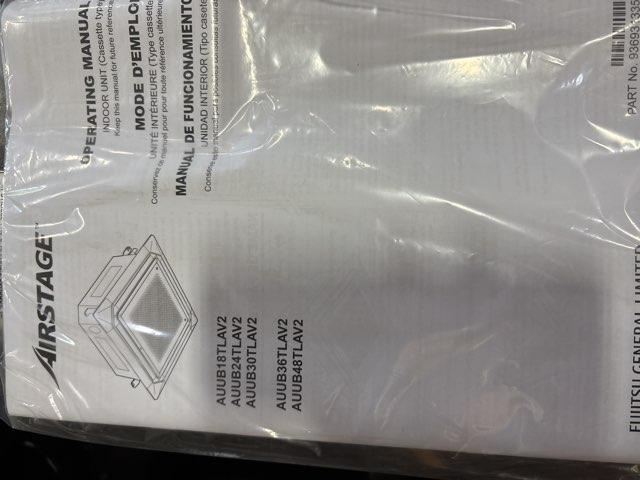 AIRSTAGE™
OPERATING MANUAL
INDOOR UNIT (Cassette type)
Keep this manual for future reference
MODE D'EMPLOI
UNITÉ INTÉRIEURE (Type cassette
Conservez ce manuel pour toute référence ultérieure
MANUAL DE FUNCIONAMIENTO
UNIDAD INTERIOR (Tipo casete
AUUB18TLAV2
AUUB24TLAV2
AUUB30TLAV2
AUUB36TLAV2
AUUB48TLAV2
PART No.
FUJITSU GENERAL LIMITED